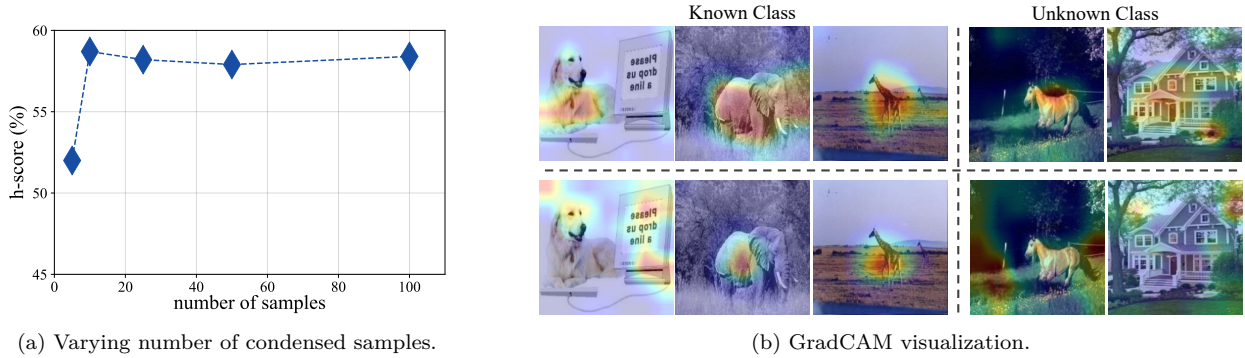 60
55
50
45
h-score (%)
0
20
40
60
80
100
number of samples
(a) Varying number of condensed samples.
Known Class
Unknown Class
Please
drop us
a line
Please
drop us
a line
(b) GradCAM visualization.